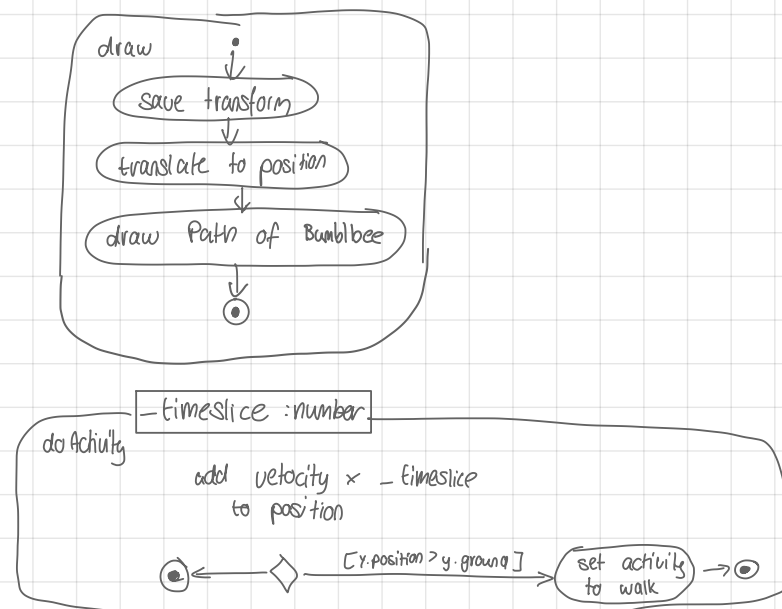 draw
save transform
translate to position
draw Path of Bumblbee
_timeslice :number
do Activity
add velocity x _timeslice
to position
[y.position > y.ground]
set activity
to walk